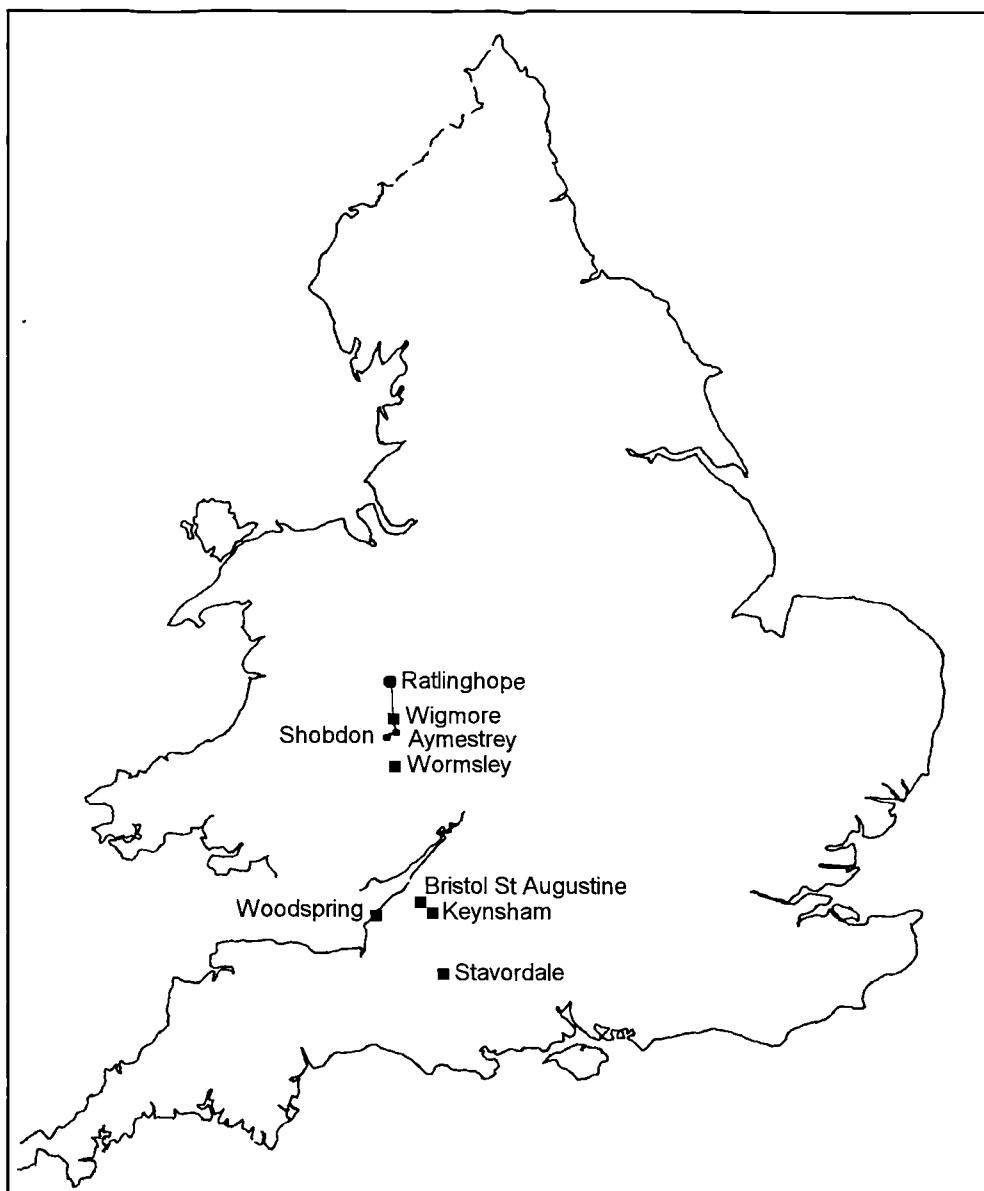 Ratlinghope
Wigmore
Shobdon
Aymestrey
Wormsley
Bristol St Augustine
Woodspring
Keynsham
Stavordale